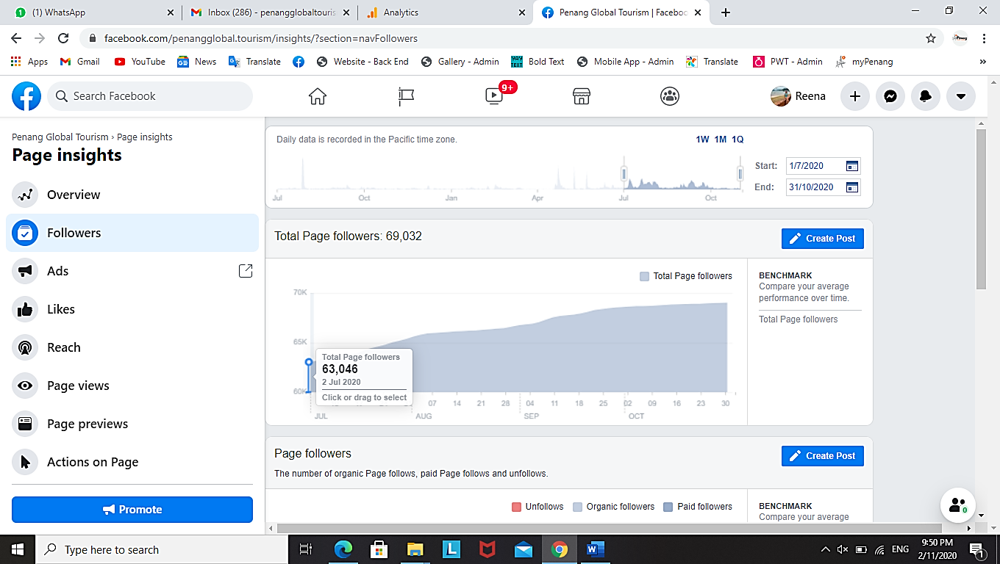 (1) WhatsApp
Inbox (286) - penangglobaltouris
Analytics
Penang Global Tourism | Faceboo
facebook.com/penangglobal.tourism/insights/?section=navFollowers
Apps Gmail YouTube News Translate Website - Back End Gallery - Admin Bold Text Mobile App - Admin Translate PWT - Admin myPenang »
Search Facebook
9+
Reena
Penang Global Tourism › Page insights
Page insights
Overview
Followers
Ads
Likes
Reach
Page views
Page previews
Actions on Page
Promote
Daily data is recorded in the Pacific time zone.
1W 1M 1Q
Start: 1/7/2020
End: 31/10/2020
Jul Oct Jan Apr Jul Oct
Total Page followers: 69,032
Create Post
Total Page followers
70K
65K
60K
Total Page followers
63,046
2 Jul 2020
Click or drag to select
07 14 21 28 04 11 18 25 02 09 16 23 30
JUL AUG SEP OCT
BENCHMARK
Compare your average
performance over time.
Total Page followers
Page followers
Create Post
The number of organic Page follows, paid Page follows and unfollows.
Unfollows Organic followers Paid followers
BENCHMARK
Compare your average
0
Type here to search
ENG
9:50 PM
2/11/2020
1